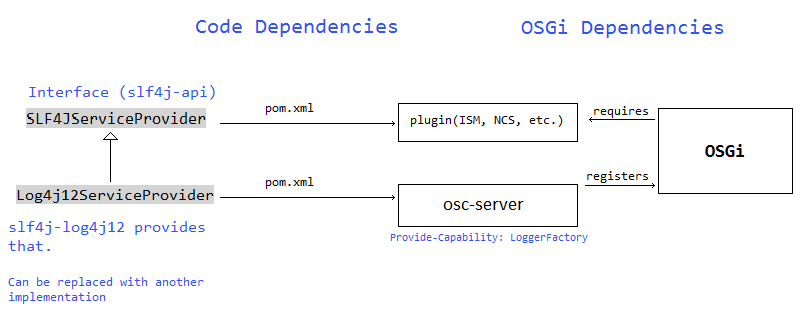 Code Dependencies
OSGi Dependencies
Interface (slf4j-api)
SLF4JServiceProvider
pom.xml
plugin(ISM, NCS, etc.)
requires
OSGi
Log4j12ServiceProvider
pom.xml
osc-server
registers
slf4j-log4j12 provides
that.
Provide-Capability: LoggerFactory
Can be replaced with another
implementation